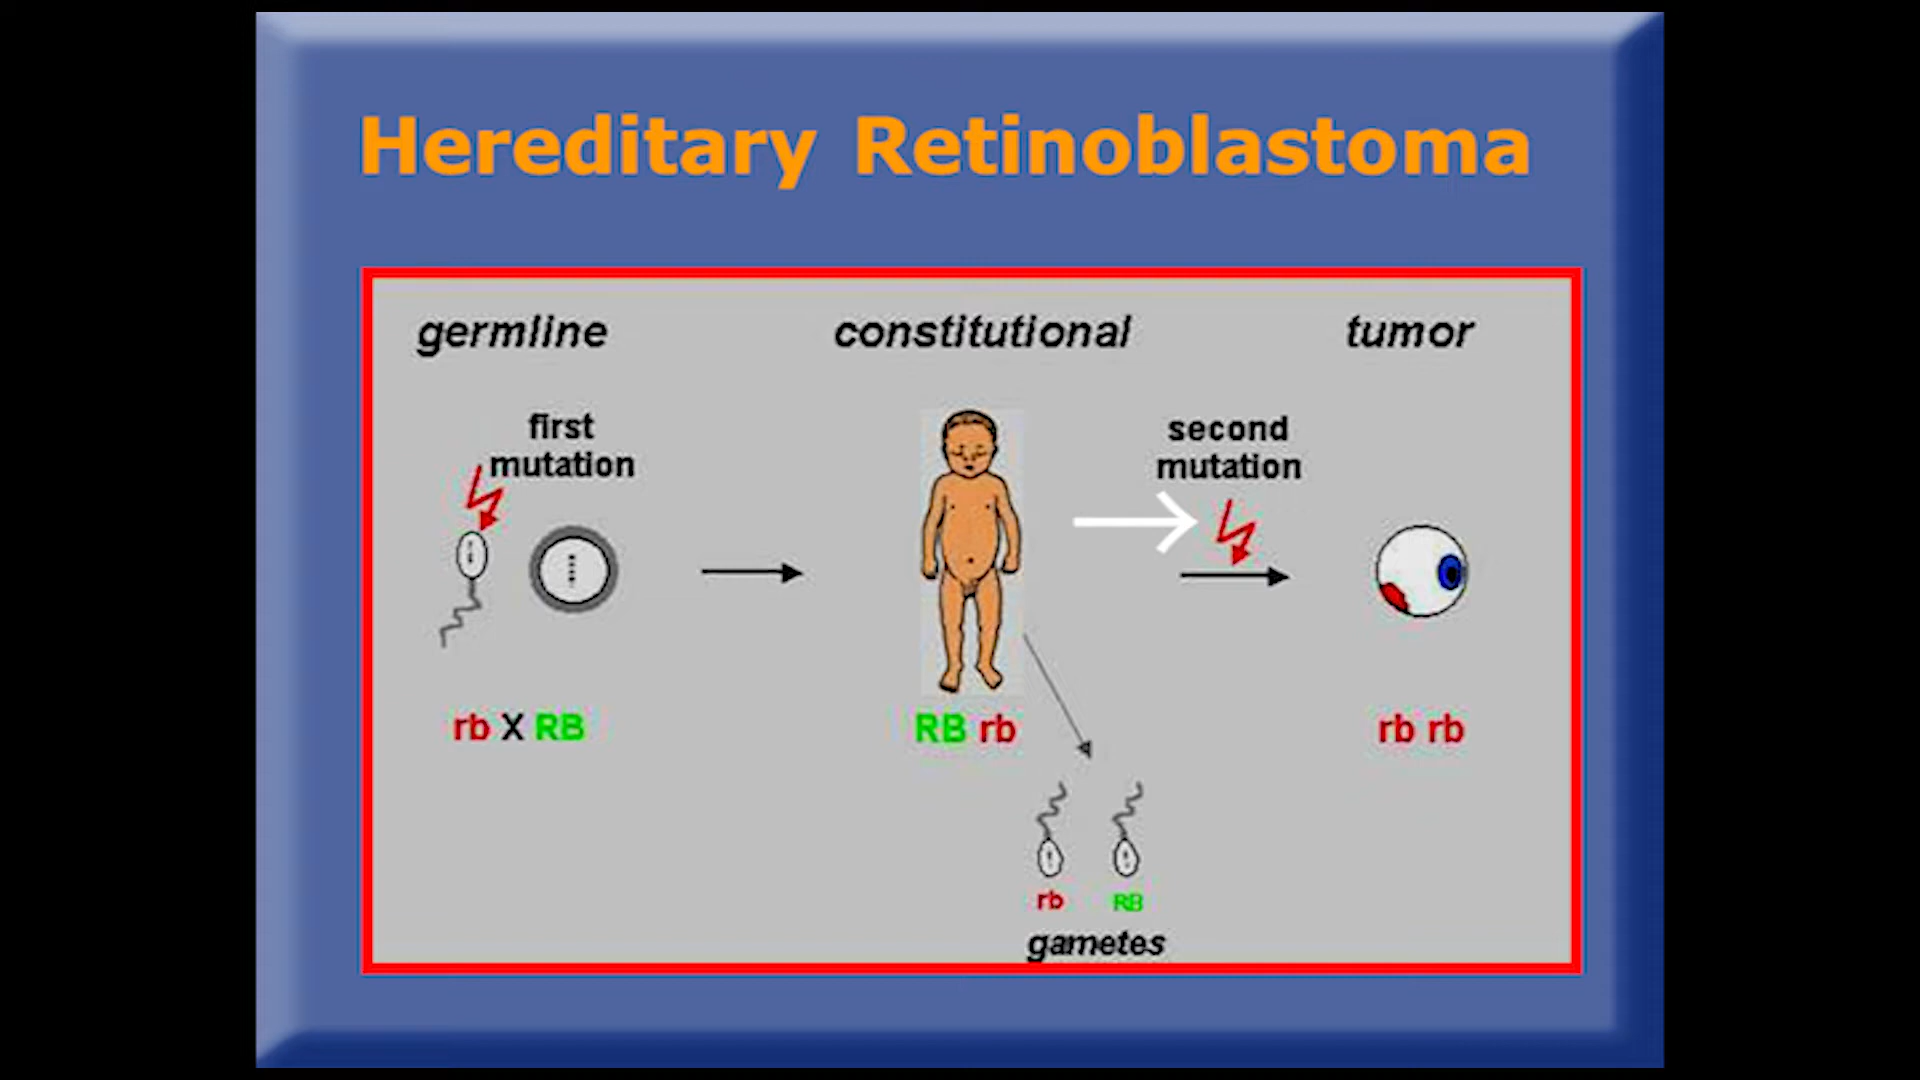 Hereditary Retinoblastoma
germline
constitutional
tumor
first
mutation
second
mutation
rb X RB
RB rb
rb rb
rb
RB
gametes